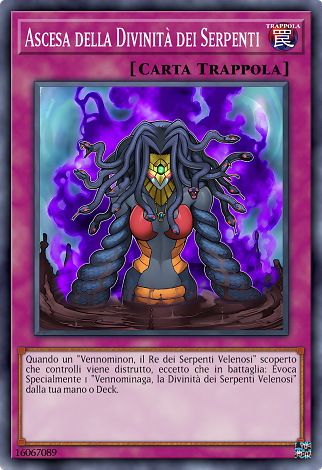 Ascesa della Divinità dei Serpenti
TRAPPOLA
罠
[Carta Trappola]
Quando un "Vennominon, il Re dei Serpenti Velenosi" scoperto
che controlli viene distrutto, eccetto che in battaglia: Evoca
Specialmente 1 "Vennominaga, la Divinità dei Serpenti Velenosi"
dalla tua mano o Deck.
16067089